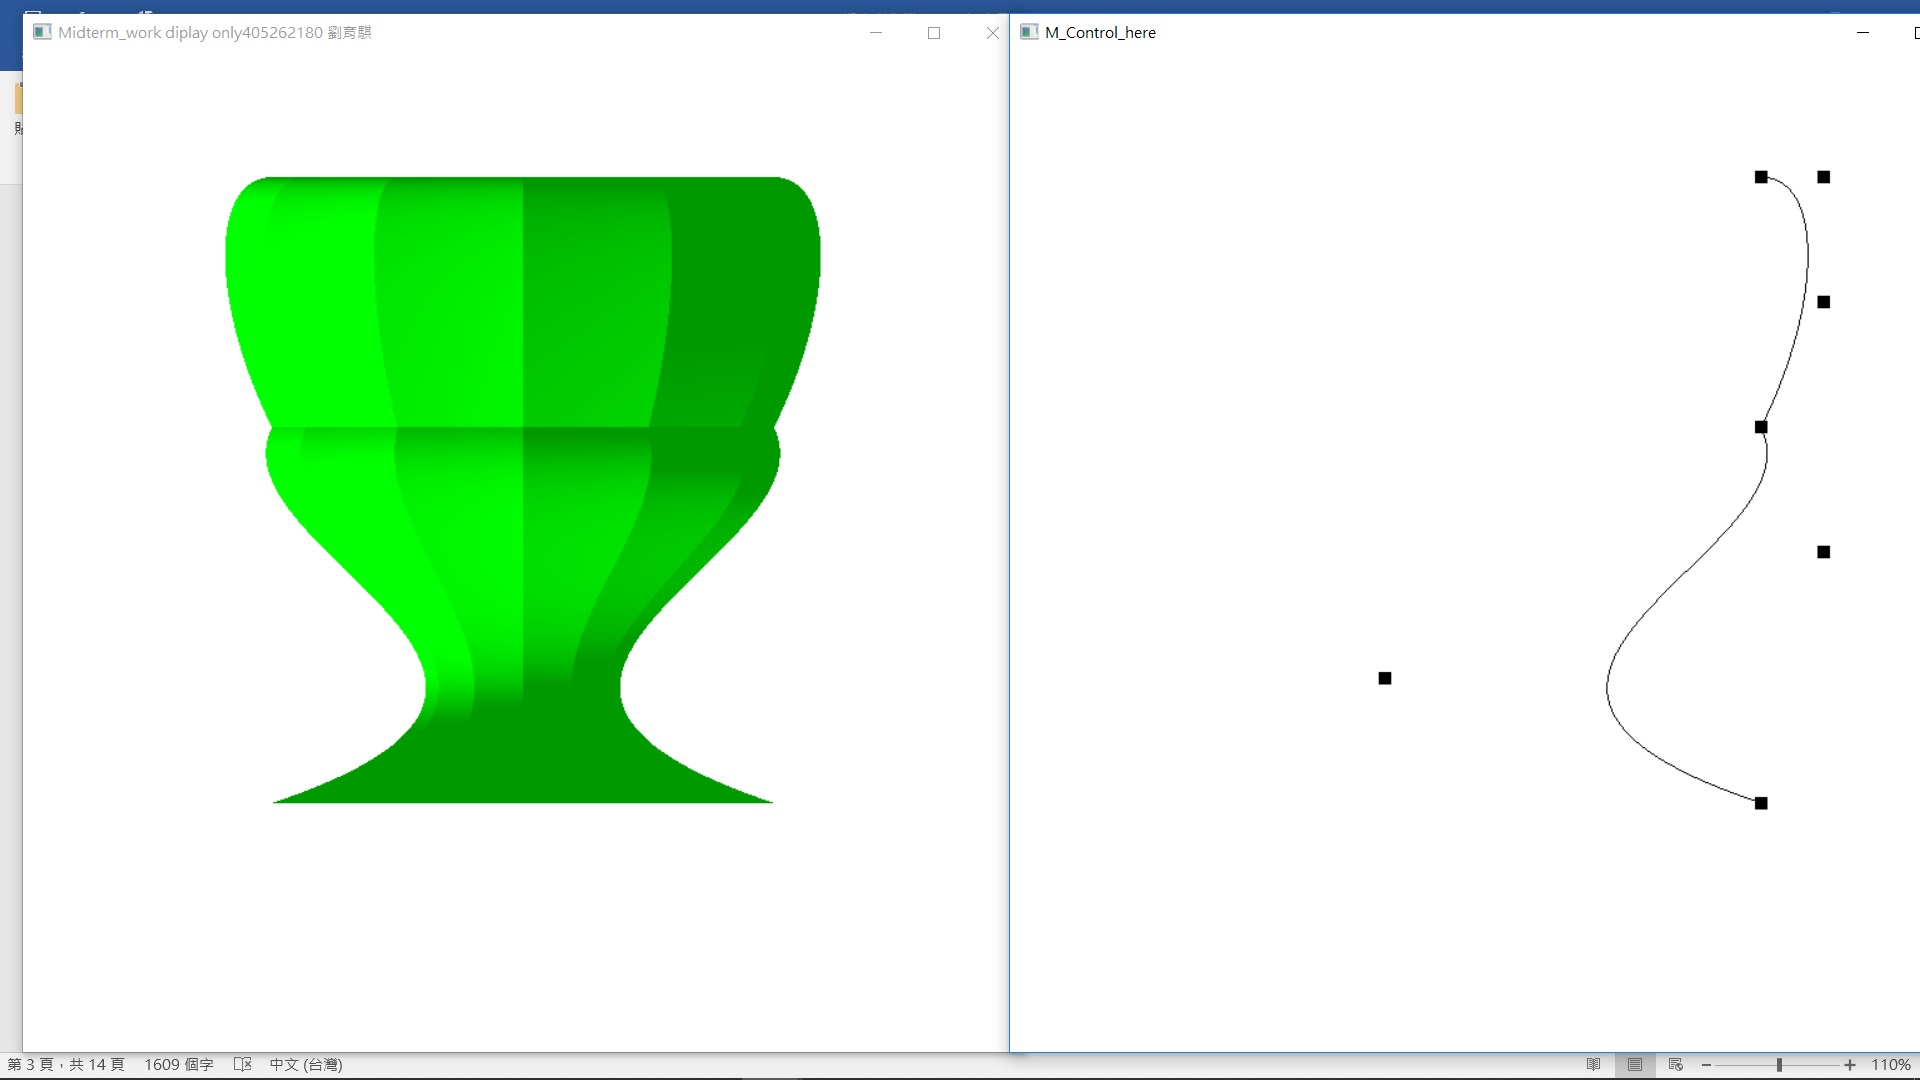 Midterm_work diplay only405262180 劉育騏
M_Control_here
第 3 頁，共 14 頁 1609 個字 中文 (台灣) 110%